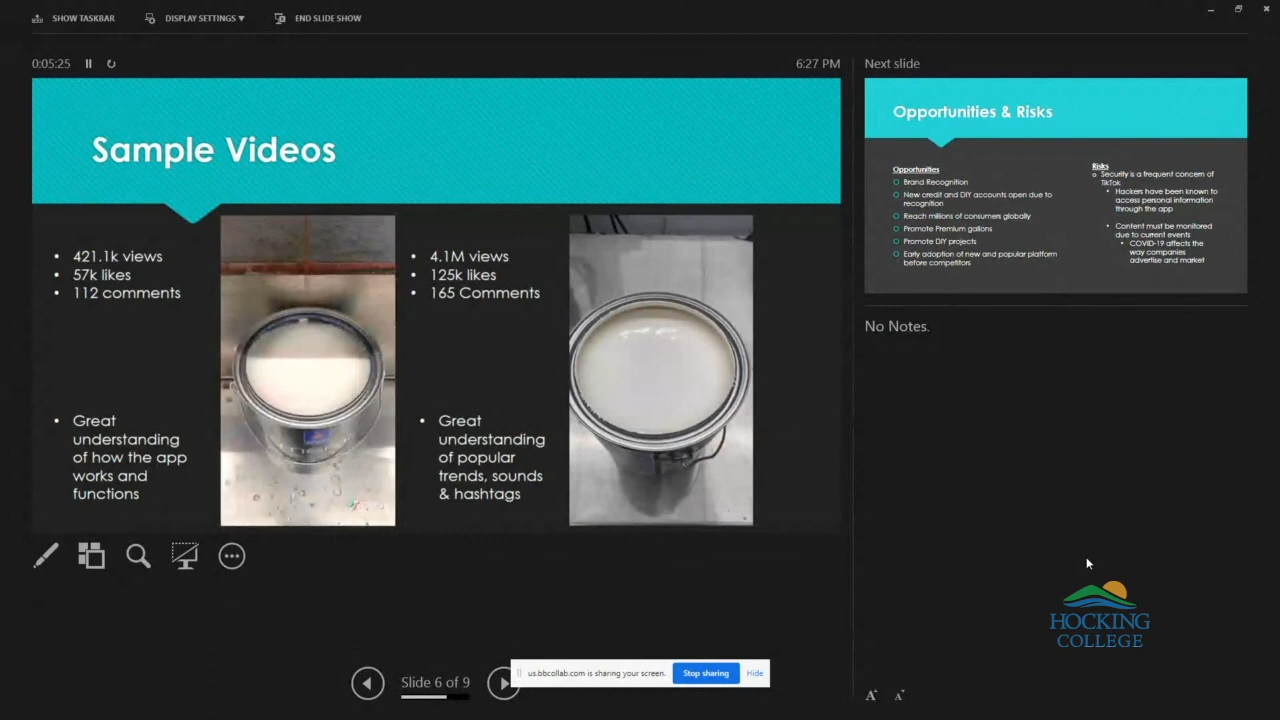 SHOW TASKBAR
DISPLAY SETTINGS ▼
END SLIDE SHOW
0:05:25
6:27 PM
Sample Videos
• 421.1k views
• 57k likes
• 112 comments
• Great
understanding
of how the app
works and
functions
• 4.1M views
• 125k likes
• 165 Comments
• Great
understanding
of popular
trends, sounds
& hashtags
Next slide
Opportunities & Risks
Opportunities
Brand Recognition
New credit and DIY accounts open due to
recognition
Reach millions of consumers globally
Promote Premium gallons
Promote DIY projects
Early adoption of new and popular platform
before competitors
Risks
Security is a frequent concern of
TikTok
• Hackers have been known to
access personal information
through the app
• Content must be monitored
due to current events
• COVID-19 affects the
way companies
advertise and market
No Notes.
HOCKING
COLLEGE
Slide 6 of 9
us.bbcollab.com is sharing your screen.
Stop sharing
Hide
A
A